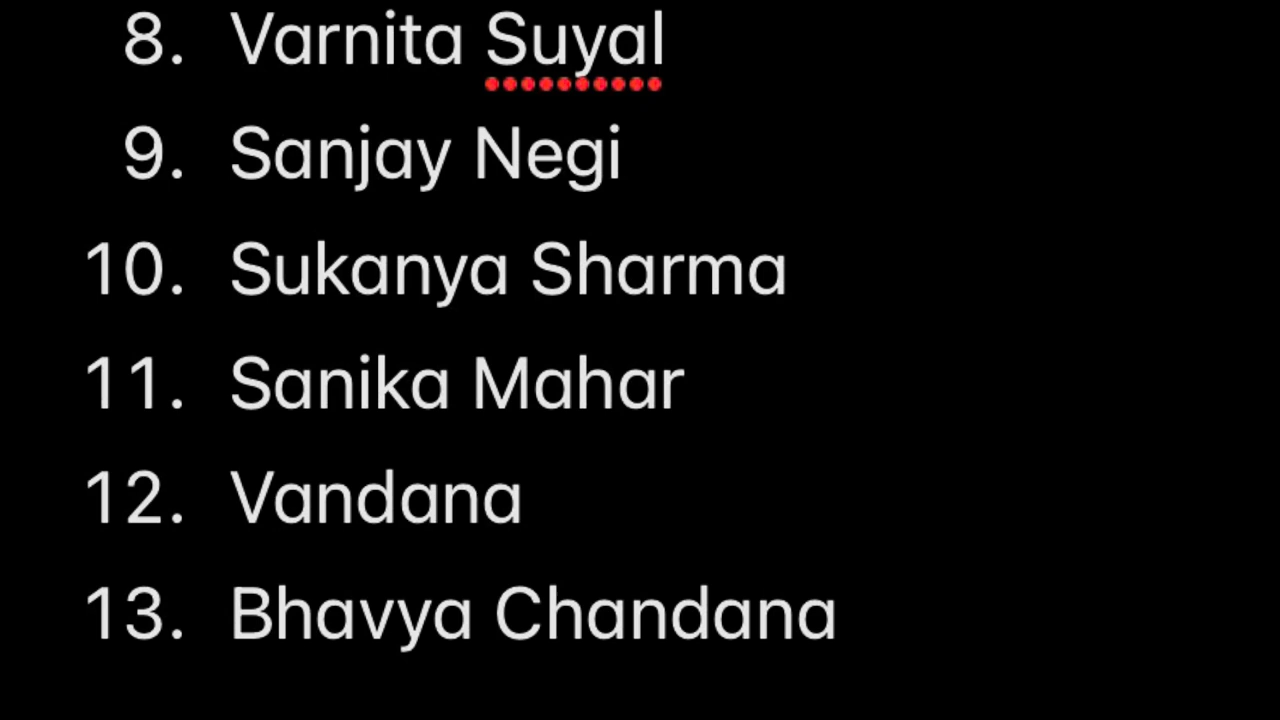 8. Varnita Suyal
9. Sanjay Negi
10. Sukanya Sharma
11. Sanika Mahar
12. Vandana
13. Bhavya Chandana